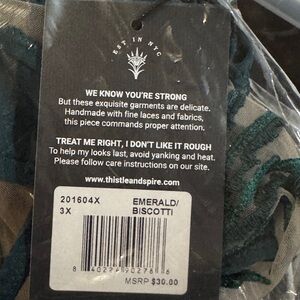 EST IN NYC
WE KNOW YOU'RE STRONG
But these exquisite garments are delicate.
Handmade with fine laces and fabrics,
this piece commands proper attention.
TREAT ME RIGHT, I DON'T LIKE IT ROUGH
To help my looks last, avoid yanking and heat.
Please follow care instructions on our site.
www.thistleandspire.com
201604X EMERALD/
3X BISCOTTI
MSRP $30.00